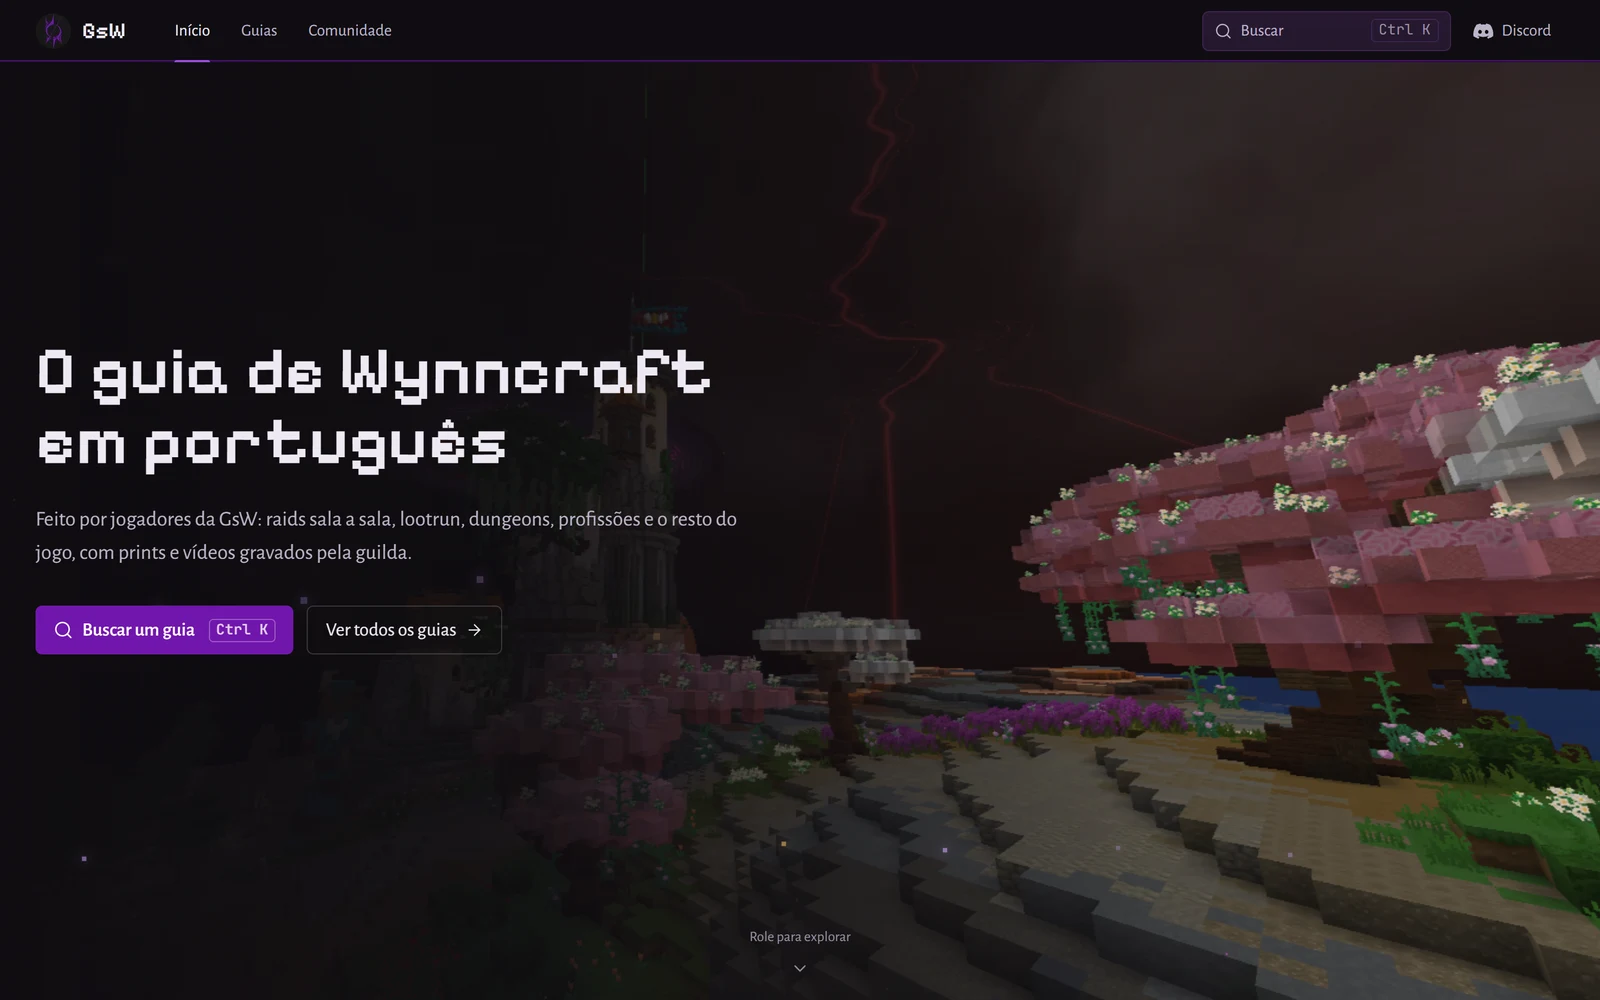 GsW
Início
Guias
Comunidade
Buscar
Ctrl K
Discord
O guia de Wynncraft
em português
Feito por jogadores da GsW: raids sala a sala, lootrun, dungeons, profissões e o resto do
jogo, com prints e vídeos gravados pela guilda.
Buscar um guia
Ctrl K
Ver todos os guias →
Role para explorar